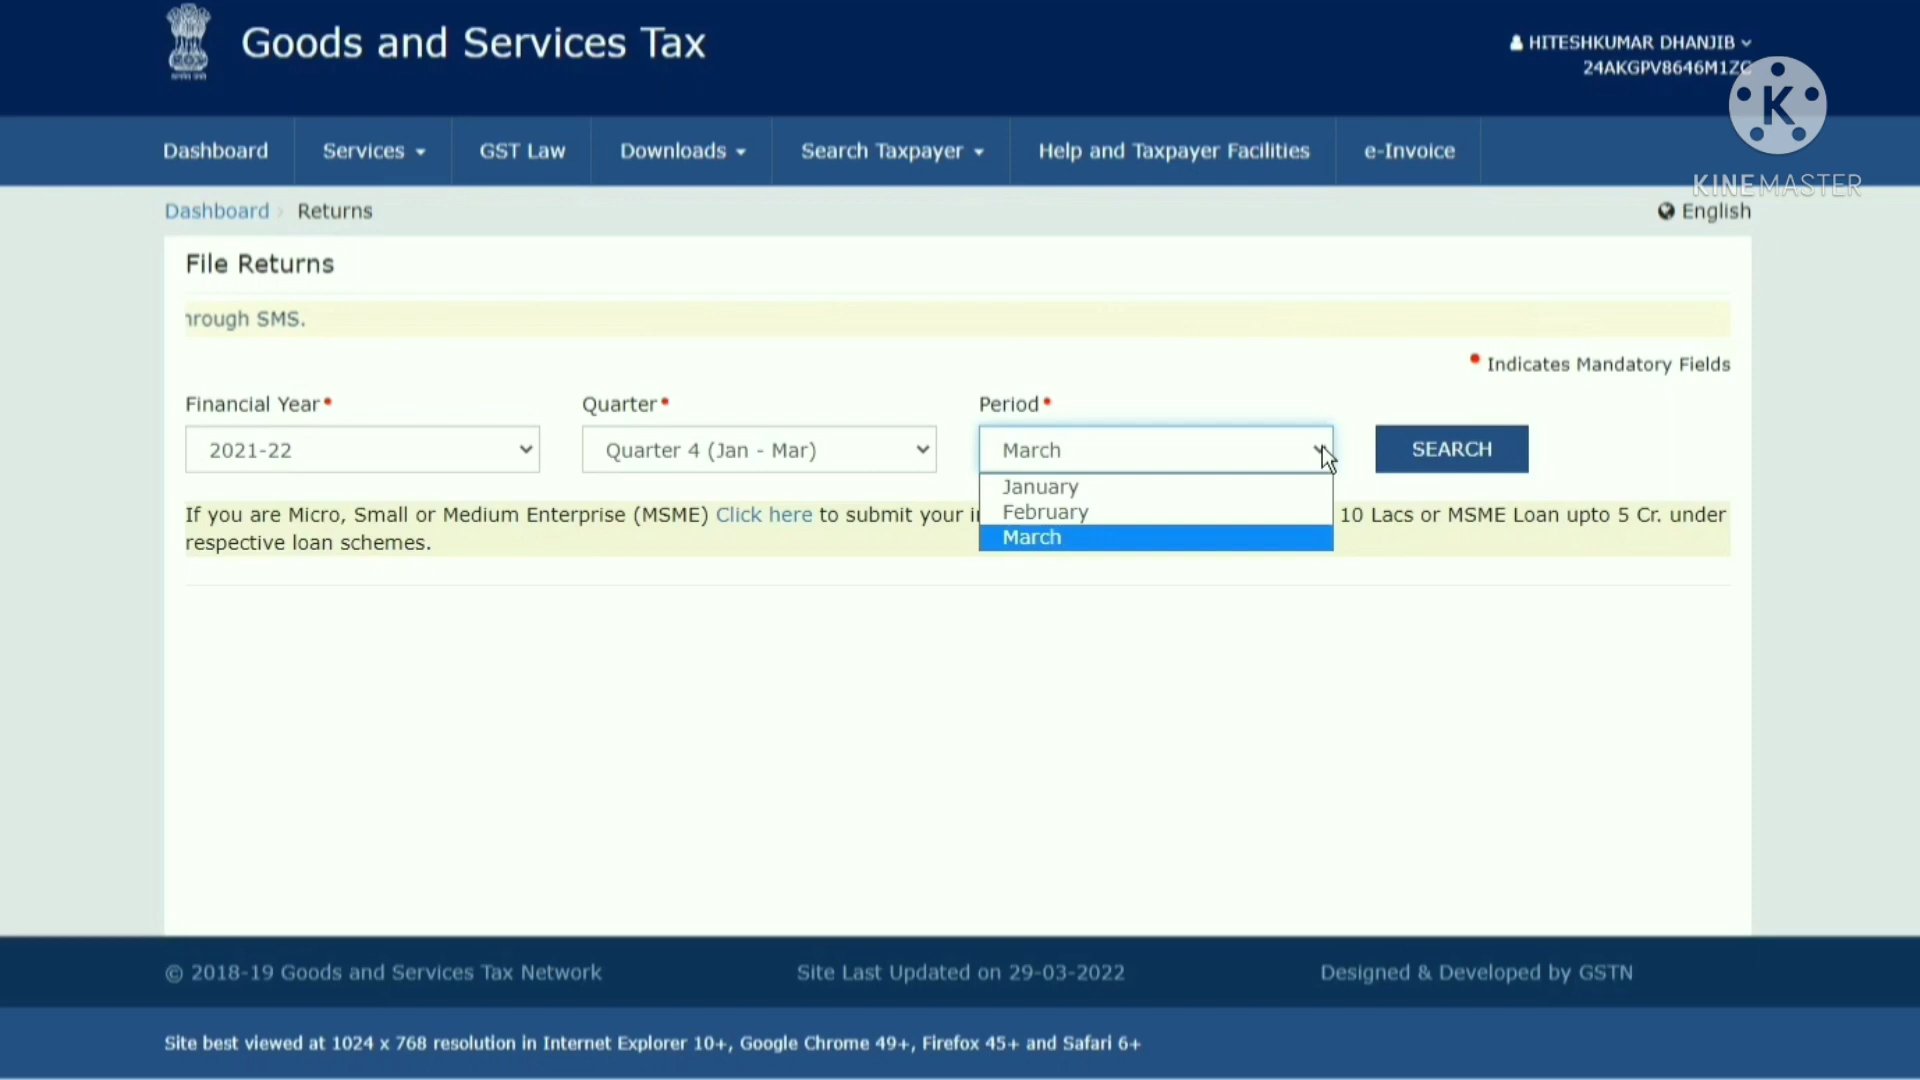 Goods and Services Tax
HITESHKUMAR DHANJIB
24AKGPV8646M1ZG
K
KINEMASTER
Dashboard Services GST Law Downloads Search Taxpayer Help and Taxpayer Facilities e-Invoice
Dashboard Returns English
File Returns
hrough SMS.
• Indicates Mandatory Fields
Financial Year• Quarter• Period•
2021-22 Quarter 4 (Jan - Mar) March SEARCH
January
February
March
If you are Micro, Small or Medium Enterprise (MSME) Click here to submit your 10 Lacs or MSME Loan upto 5 Cr. under
respective loan schemes.
© 2018-19 Goods and Services Tax Network Site Last Updated on 29-03-2022 Designed & Developed by GSTN
Site best viewed at 1024 x 768 resolution in Internet Explorer 10+, Google Chrome 49+, Firefox 45+ and Safari 6+